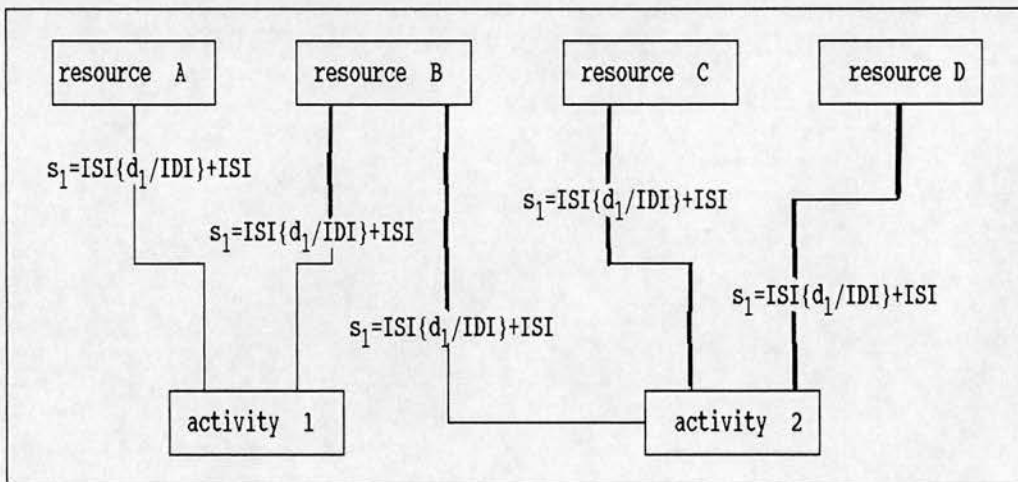 resource A
resource B
resource C
resource D
s₁=ISI{d₁/IDI}+ISI
s₁=ISI{d₁/IDI}+ISI
s₁=ISI{d₁/IDI}+ISI
s₁=ISI{d₁/IDI}+ISI
s₁=ISI{d₁/IDI}+ISI
activity 1
activity 2